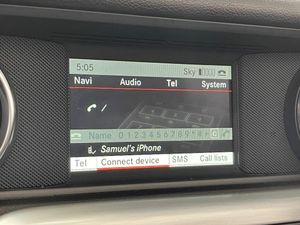 5:05 Sky
Navi Audio Tel System
/
Name 0 1 2 3 4 5 6 7 8 9
Samuel's iPhone
Tel Connect device SMS Call lists